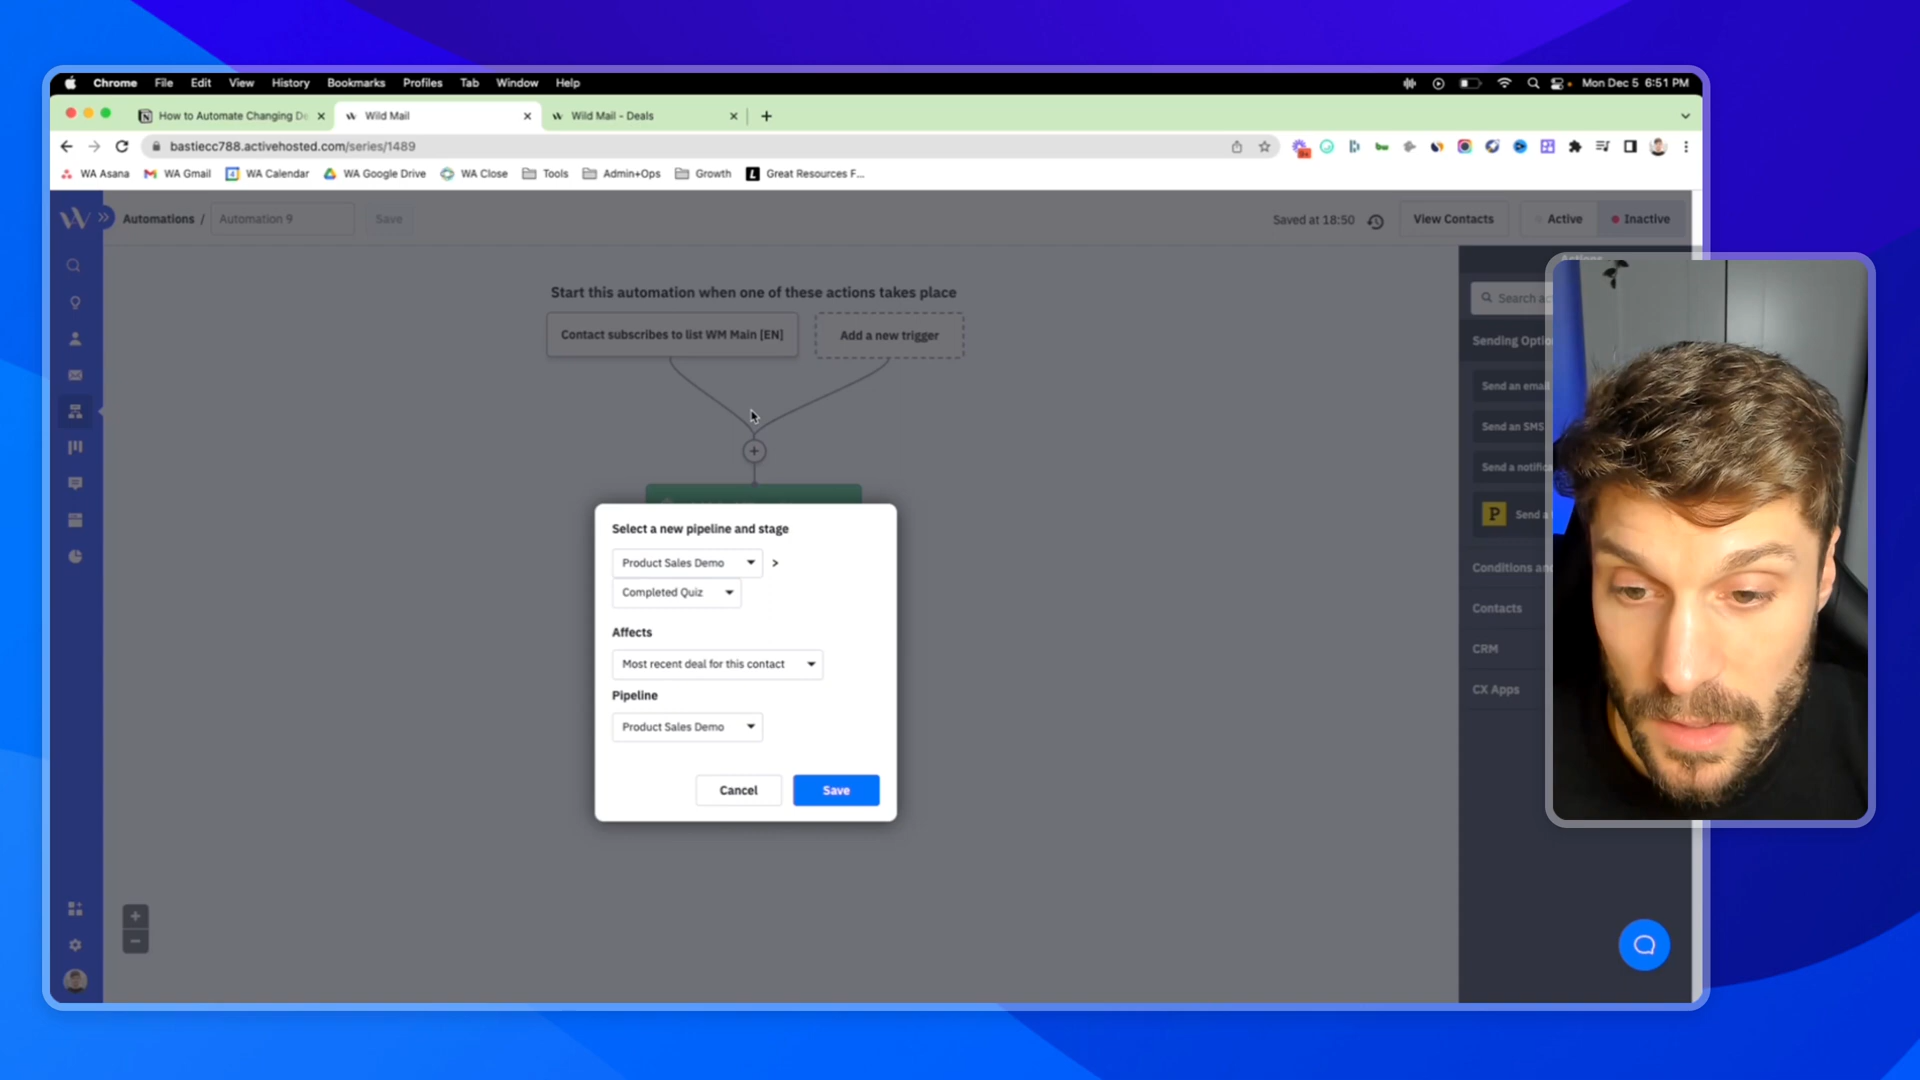 Chrome File Edit View History Bookmarks Profiles Tab Window Help
Mon Dec 5 6:51 PM
How to Automate Changing De
Wild Mail
Wild Mail - Deals
bastiecc788.activehosted.com/series/1489
WA Asana WA Gmail WA Calendar WA Google Drive WA Close Tools Admin+Ops Growth Great Resources F...
Automations / Automation 9 Save
Saved at 18:50 View Contacts Active Inactive
Start this automation when one of these actions takes place
Contact subscribes to list WM Main [EN]
Add a new trigger
Select a new pipeline and stage
Product Sales Demo >
Completed Quiz
Affects
Most recent deal for this contact
Pipeline
Product Sales Demo
Cancel Save
Actions
Search
Send an email
Send an SMS
Send a
P Send a
Contacts
CRM
CX Apps